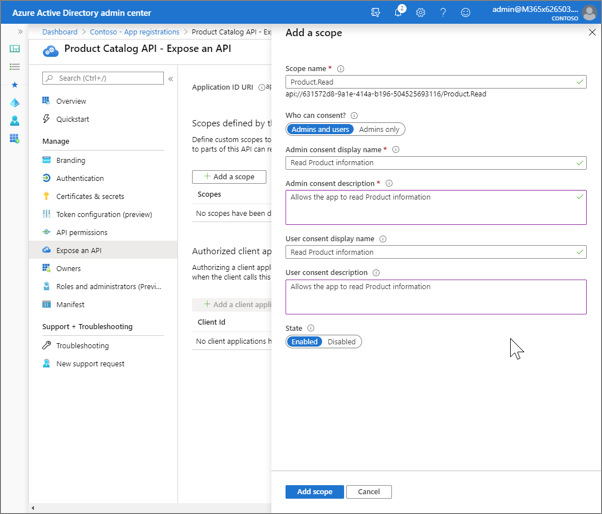 Azure Active Directory admin center
2
admin@M365x626503....
CONTOSO
Dashboard > Contoso - App registrations > Product Catalog API - Ex
Product Catalog API - Expose an API
Search (Ctrl+/)
Overview
Quickstart
Manage
Branding
Authentication
Certificates & secrets
Token configuration (preview)
API permissions
Expose an API
Owners
Roles and administrators (Previ...
Manifest
Support + Troubleshooting
Troubleshooting
New support request
Application ID URI
Scopes defined by th
Define custom scopes to
to parts of this API can re
+ Add a scope
Scopes
No scopes have been d
Authorized client app
Authorizing a client applic
when the client calls this
+ Add a client applic
Client Id
No client applications h
Add a scope
Scope name *
Product.Read
api://631572d8-9a1e-414a-b196-504525693116/Product.Read
Who can consent?
Admins and users Admins only
Admin consent display name *
Read Product information
Admin consent description *
Allows the app to read Product information
User consent display name
Read Product information
User consent description
Allows the app to read Product information
State
Enabled Disabled
Add scope Cancel